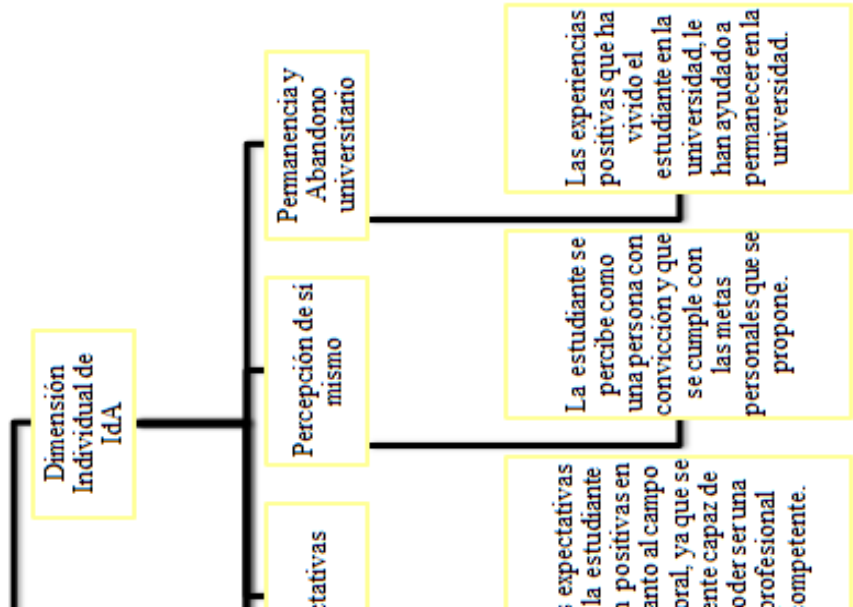 Dimensión
Individual de
IdA
ctativas
Percepción de si
mismo
Permanencia y
Abandono
universitario
expectativas
la estudiante
n positivas en
anto al campo
oral, ya que se
ente capaz de
oder ser una
profesional
ompetente.
La estudiante se
percibe como
una persona con
convicción y que
se cumple con
las metas
personales que se
propone.
Las experiencias
positivas que ha
vivido el
estudiante en la
universidad, le
han ayudado a
permanecer en la
universidad.